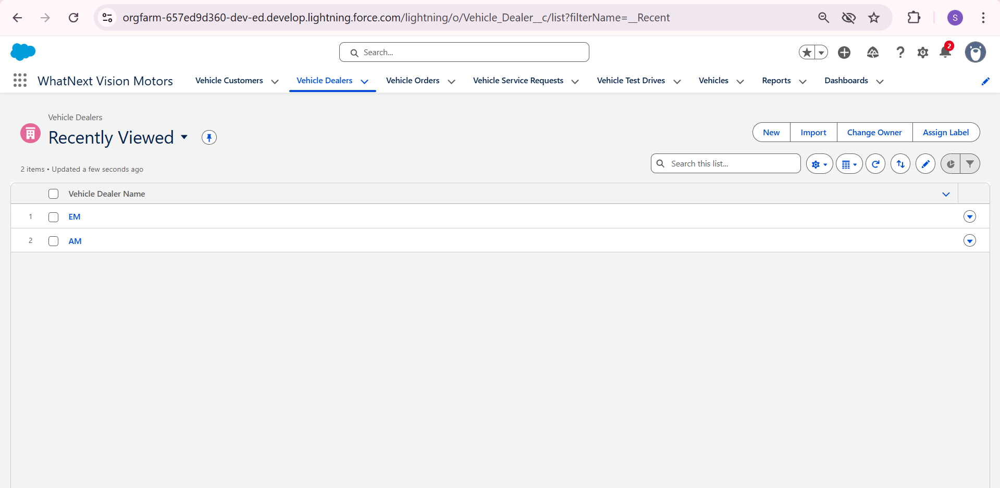 orgfarm-657ed9d360-dev-ed.develop.lightning.force.com/lightning/o/Vehicle_Dealer__c/list?filterName=__Recent
S
Search...
2
WhatNext Vision Motors
Vehicle Customers
Vehicle Dealers
Vehicle Orders
Vehicle Service Requests
Vehicle Test Drives
Vehicles
Reports
Dashboards
Vehicle Dealers
Recently Viewed
New
Import
Change Owner
Assign Label
2 items • Updated a few seconds ago
Search this list...
Vehicle Dealer Name
1 EM
2 AM